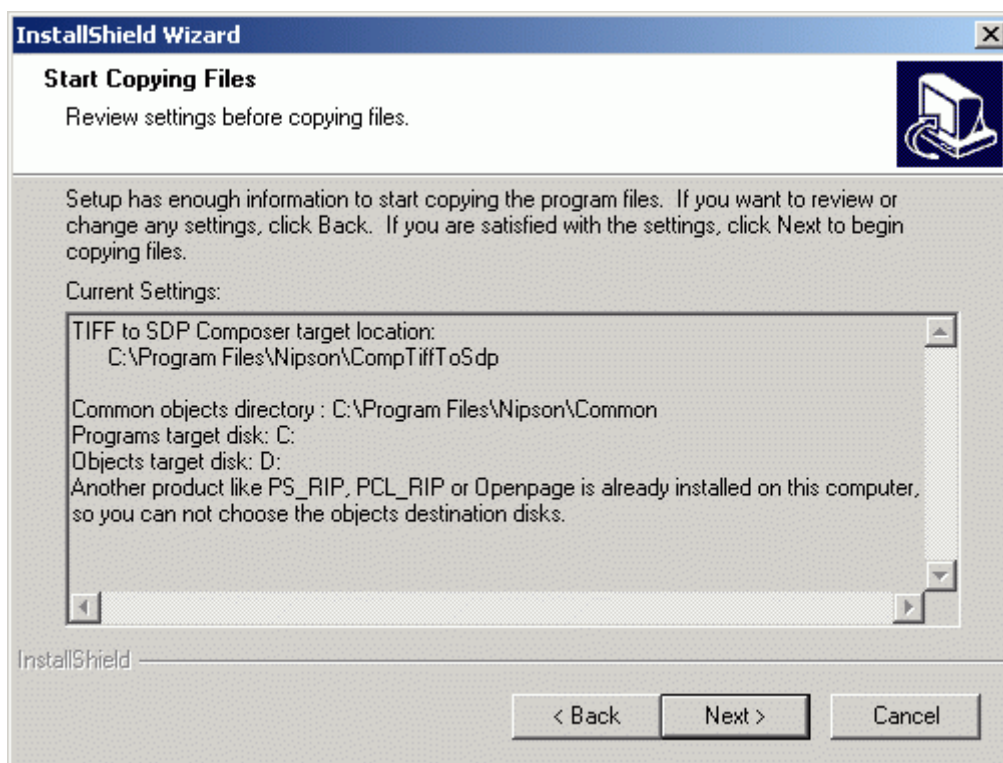 InstallShield Wizard
Start Copying Files
Review settings before copying files.
Setup has enough information to start copying the program files.  If you want to review or
change any settings, click Back.  If you are satisfied with the settings, click Next to begin
copying files.
Current Settings:
TIFF to SDP Composer target location:
C:\Program Files\Nipson\CompTiffToSdp
Common objects directory : C:\Program Files\Nipson\Common
Programs target disk: C:
Objects target disk: D:
Another product like PS_RIP, PCL_RIP or Openpage is already installed on this computer,
so you can not choose the objects destination disks.
InstallShield
< Back
Next >
Cancel